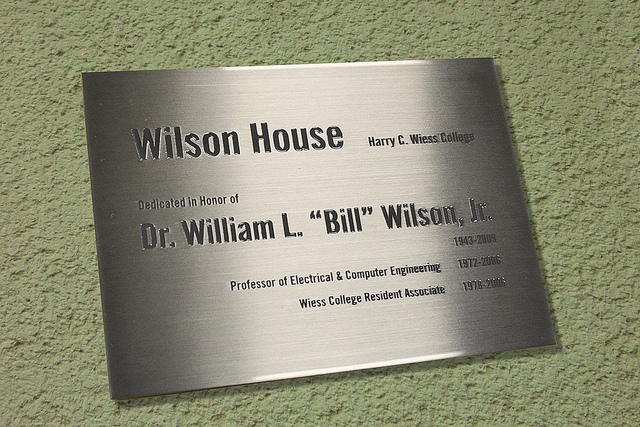 Wilson House Harry C. Wiess College
Dedicated in Honor of
Dr. William L. “Bill” Wilson, Jr.
1943-2009
Professor of Electrical & Computer Engineering 1972-2006
Wiess College Resident Associate 1978-2006